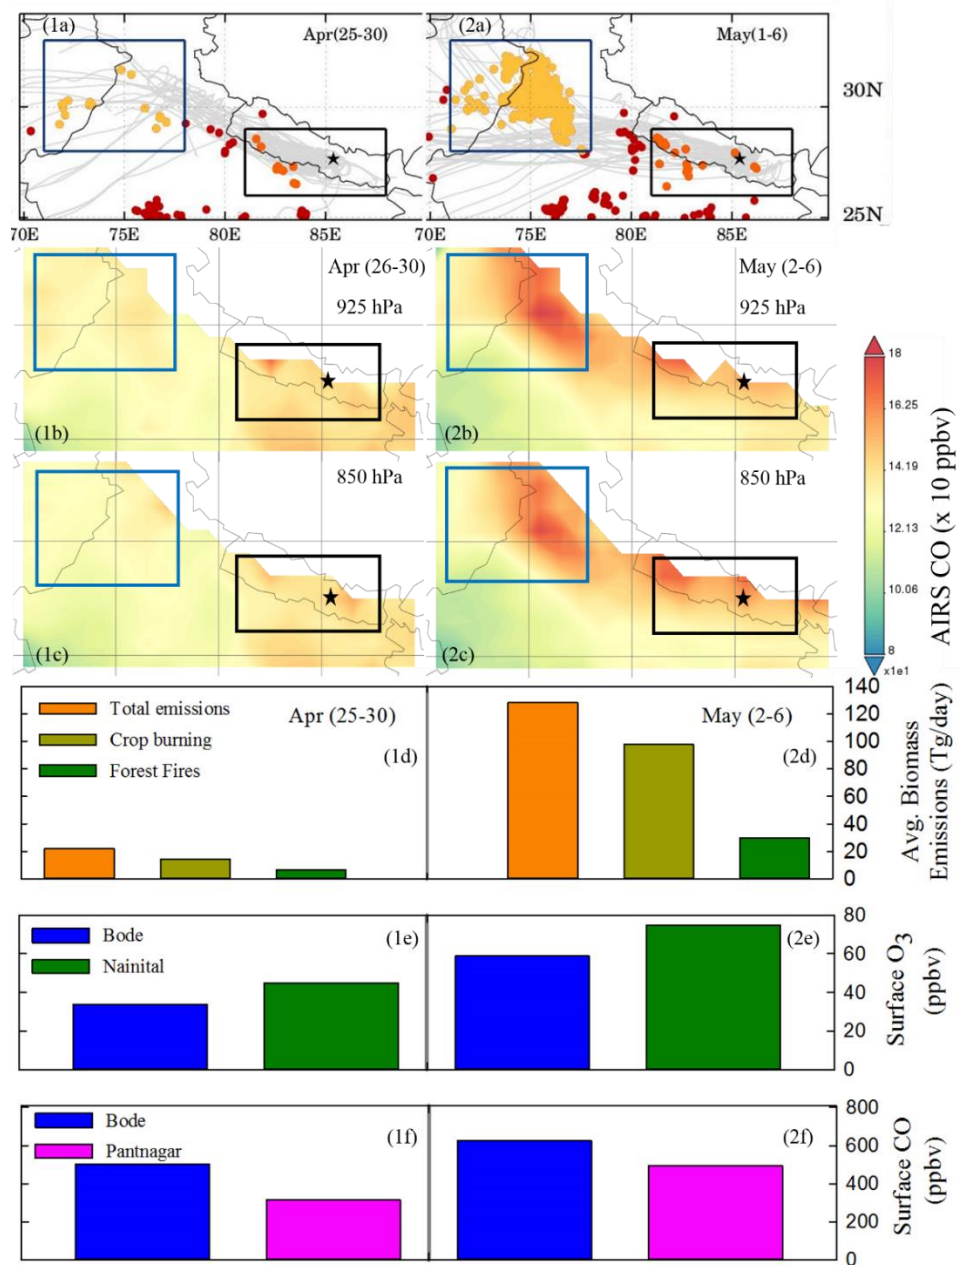 (1a)
Apr(25-30)
(2a)
May(1-6)
30N
25N
70E
75E
80E
85E
70E
75E
80E
85E
Apr (26-30)
925 hPa
(1b)
May (2-6)
925 hPa
(2b)
850 hPa
(1c)
850 hPa
(2c)
18
16.25
14.19
12.13
10.06
8
x1e1
AIRS CO (x 10 ppbv)
Total emissions
Crop burning
Forest Fires
Apr (25-30)
(1d)
May (2-6)
(2d)
140
120
100
80
60
40
20
0
Avg. Biomass
Emissions (Tg/day)
Bode
Nainital
(1e)
(2e)
80
60
40
20
0
Surface O3
(ppbv)
Bode
Pantnagar
(1f)
(2f)
800
600
400
200
0
Surface CO
(ppbv)